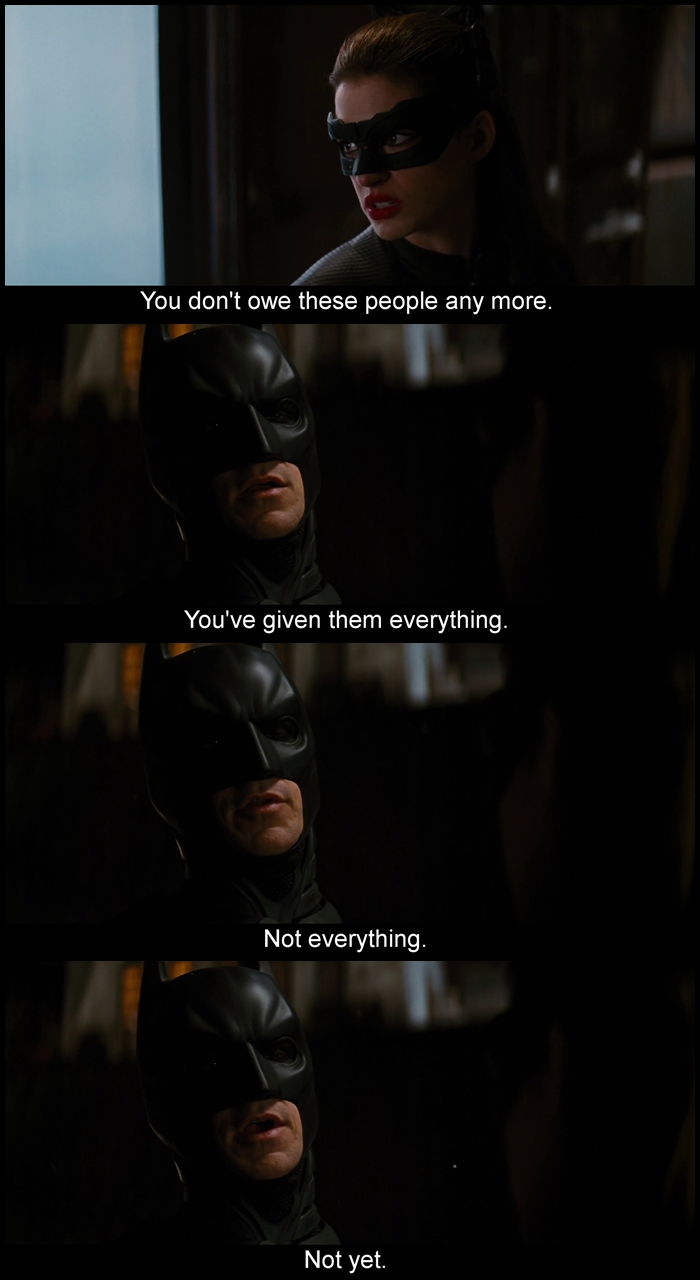 You don't owe these people any more.
You've given them everything.
Not everything.
Not yet.